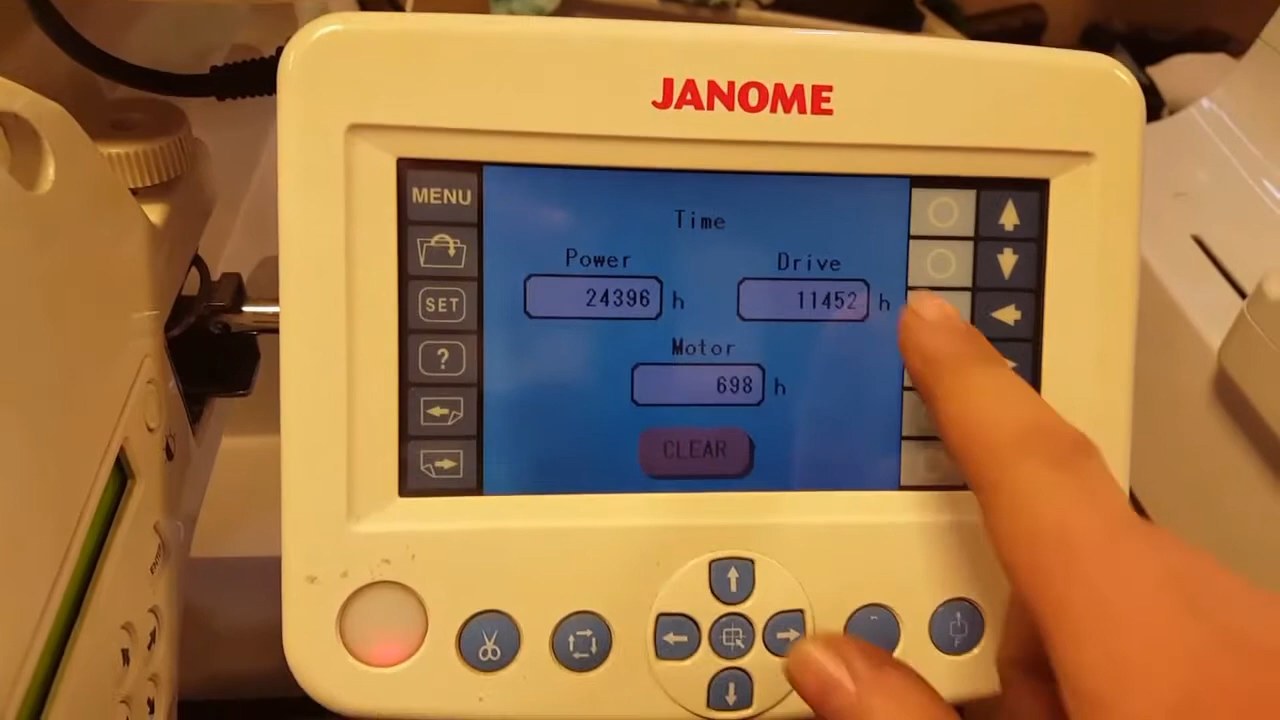 JANOME
MENU
Time
Power
Drive
24396 h
11452 h
SET
Motor
?
698 h
CLEAR